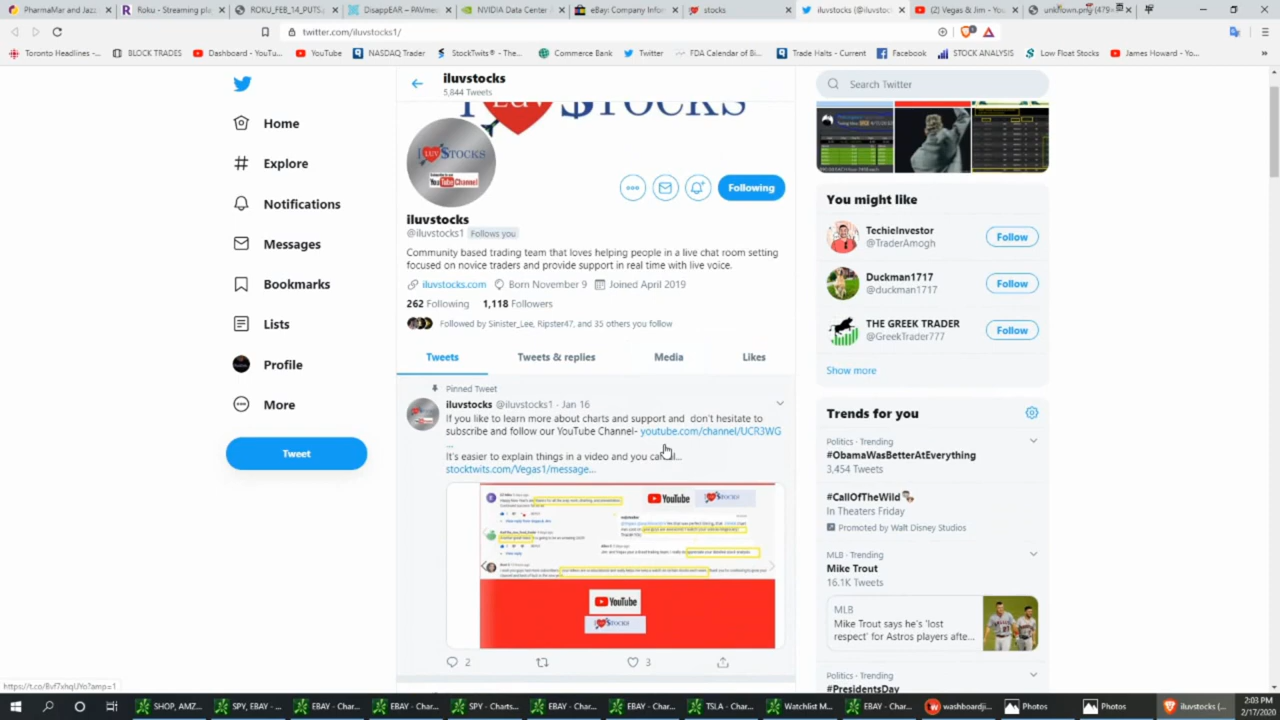 PharmaMar and Jazz
Roku - Streaming pla
ROKU_FEB_14_PUTS.
DisappEAR – PAVmed
NVIDIA Data Center
eBay! Company Info
stocks
iluvstocks (@iluvstoc
(2) Vegas & Jim - You
unknown.png (479×
twitter.com/iluvstocks1/
Toronto Headlines -...
BLOCK TRADES
Dashboard - YouTu...
YouTube
NASDAQ Trader
StockTwits® - The...
Commerce Bank
Twitter
FDA Calendar of Bi...
Trade Halts - Current
Facebook
STOCK ANALYSIS
Low Float Stocks
James Howard - Yo...
iluvstocks
5,844 Tweets
Search Twitter
Home
Explore
Notifications
Messages
Bookmarks
Lists
Profile
More
Tweet
I LUV $TOCKS
YouTube Channel
Following
iluvstocks
@iluvstocks1 Follows you
Community based trading team that loves helping people in a live chat room setting
focused on novice traders and provide support in real time with live voice.
iluvstocks.com Born November 9 Joined April 2019
262 Following 1,118 Followers
Followed by Sinister_Lee, Ripster47, and 35 others you follow
Tweets
Tweets & replies
Media
Likes
Pinned Tweet
iluvstocks @iluvstocks1 · Jan 16
If you like to learn more about charts and support and don't hesitate to
subscribe and follow our YouTube Channel- youtube.com/channel/UCR3WG
...
It's easier to explain things in a video and you can all...
stocktwits.com/Vegas1/message...
YouTube
YouTube
2
3
You might like
TechieInvestor
@TraderAmogh
Follow
Duckman1717
@duckman1717
Follow
THE GREEK TRADER
@GreekTrader777
Follow
Show more
Trends for you
Politics · Trending
#ObamaWasBetterAtEverything
3,454 Tweets
#CallOfTheWild
In Theaters Friday
Promoted by Walt Disney Studios
MLB · Trending
Mike Trout
16.1K Tweets
MLB
Mike Trout says he's 'lost
respect' for Astros players afte...
Politics · Trending
#PresidentsDay
https://t.co/8vf7xhqUYo?amp=1
SPY, EBAY - ...
EBAY - Char...
EBAY - Char...
SPY - Charts...
EBAY - Char...
EBAY - Char...
TSLA - Char...
Watchlist M...
EBAY - Char...
washboardji...
Photos
Photos
iluvstocks (...
2:03 PM
2/17/2020